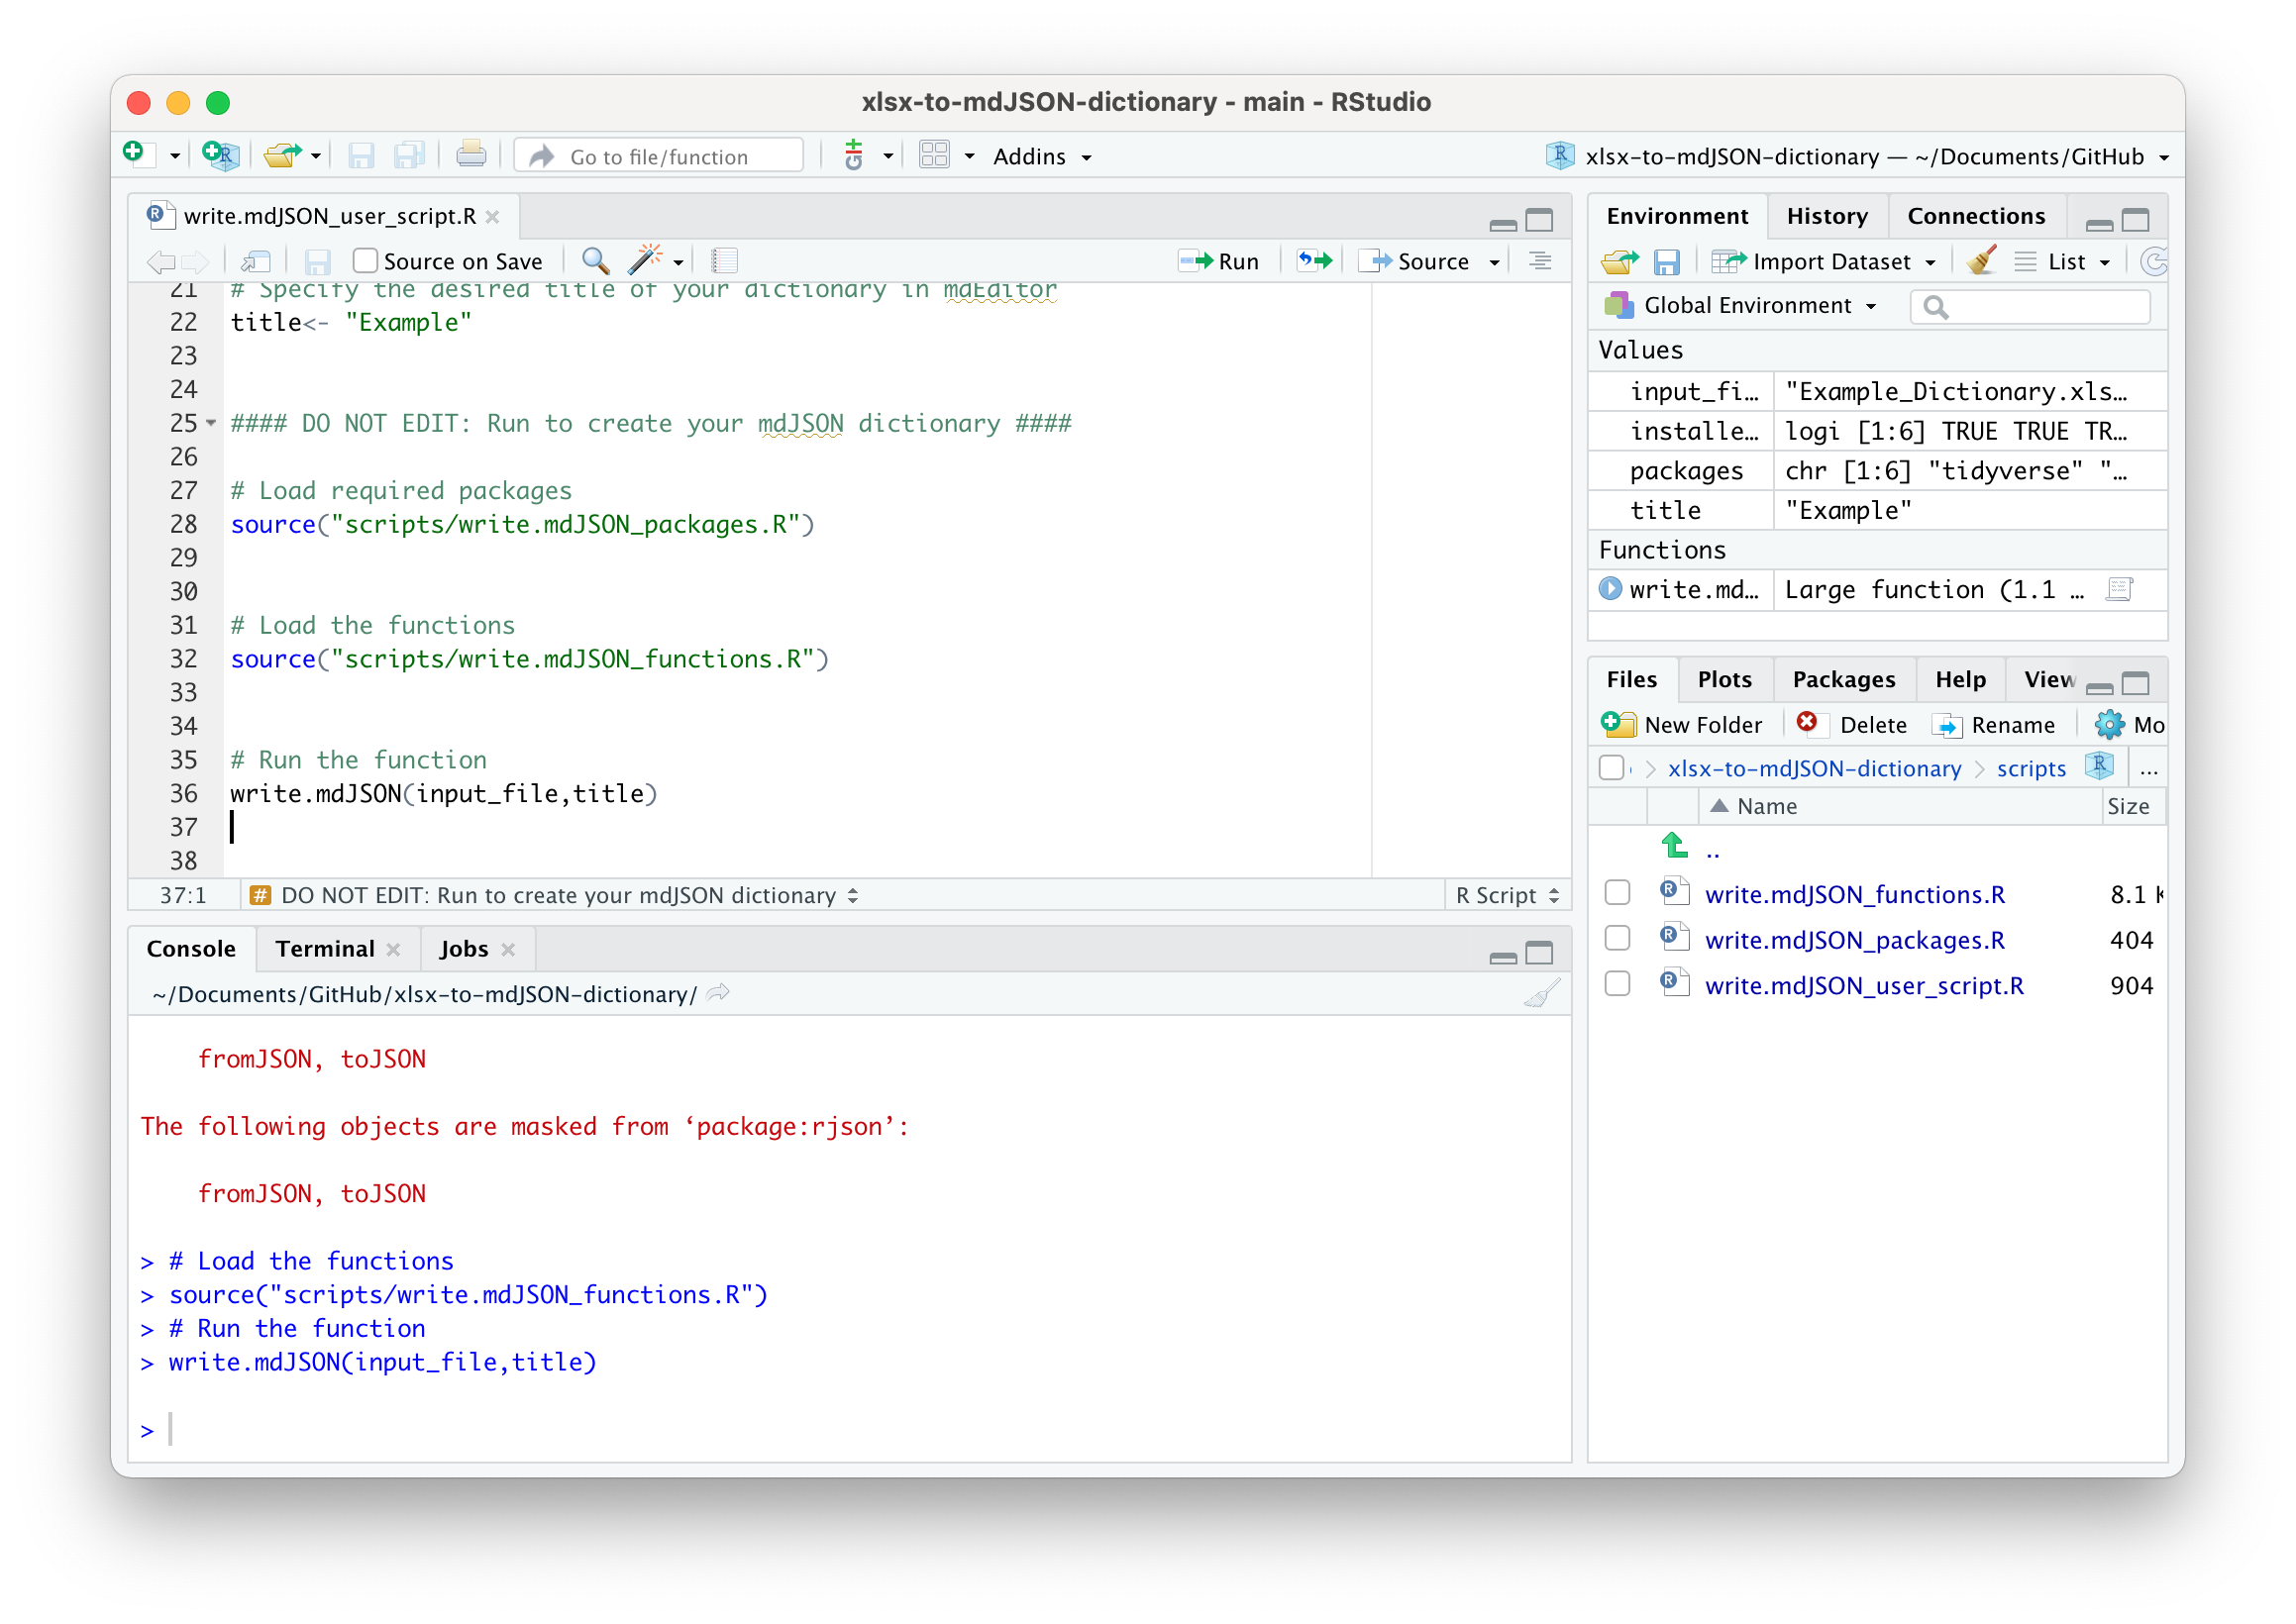 xlsx-to-mdJSON-dictionary - main - RStudio
Go to file/function
Addins
xlsx-to-mdJSON-dictionary — ~/Documents/GitHub
write.mdJSON_user_script.R
Source on Save
Run
Source
21 # Specify the desired title of your dictionary in mdEditor
22 title<- "Example"
23
24
25 #### DO NOT EDIT: Run to create your mdJSON dictionary ####
26
27 # Load required packages
28 source("scripts/write.mdJSON_packages.R")
29
30
31 # Load the functions
32 source("scripts/write.mdJSON_functions.R")
33
34
35 # Run the function
36 write.mdJSON(input_file,title)
37
38
37:1 # DO NOT EDIT: Run to create your mdJSON dictionary R Script
Console Terminal Jobs
~/Documents/GitHub/xlsx-to-mdJSON-dictionary/
fromJSON, toJSON
The following objects are masked from ‘package:rjson’:
fromJSON, toJSON
> # Load the functions
> source("scripts/write.mdJSON_functions.R")
> # Run the function
> write.mdJSON(input_file,title)
>
Environment History Connections
Import Dataset List
Global Environment
Values
input_fi… "Example_Dictionary.xls…
installe… logi [1:6] TRUE TRUE TR…
packages chr [1:6] "tidyverse" "…
title "Example"
Functions
write.md… Large function (1.1 …
Files Plots Packages Help View
New Folder Delete Rename Mo
xlsx-to-mdJSON-dictionary scripts ...
Name Size
..
write.mdJSON_functions.R 8.1 K
write.mdJSON_packages.R 404
write.mdJSON_user_script.R 904